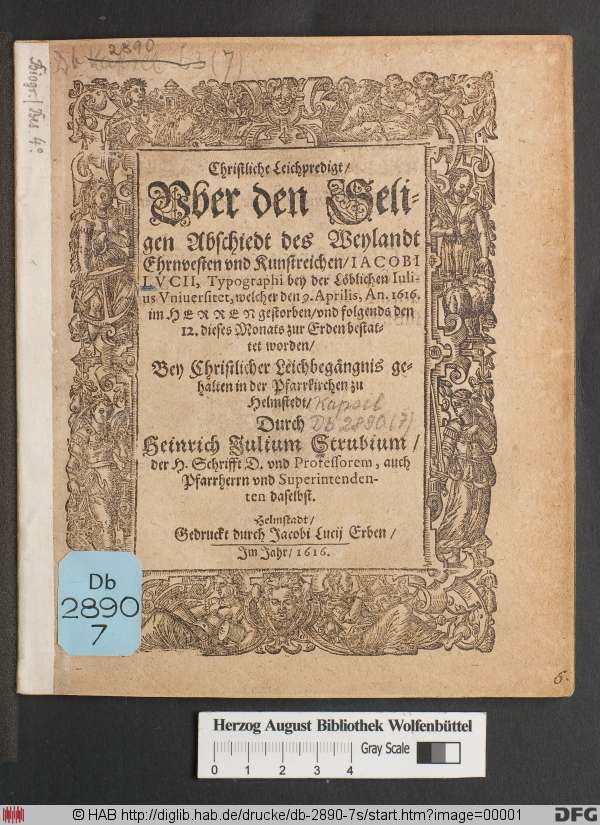 Db 2890 (7)
Biogr.
4°.
Christliche Leichpredigt/
Vber den Seli-
gen Abschiedt des Weylandt
Ehrnvesten vnd Kunstreichen/ IACOBI
LVCII, Typographi bey der Löblichen Iuli-
us Vniuersitet, welcher den 9. Aprilis, An. 1616.
im HERREN gestorben/ vnd folgends den
12. dieses Monats zur Erden bestat-
tet worden/
Bey Christlicher Leichbegängnis ge-
halten in der Pfarrkirchen zu
Helmstedt/ Kapsel
Durch Db 2890 (7)
Heinrich Julium Strubium/
der H. Schrifft D. vnd Professorem, auch
Pfarrherrn vnd Superintenden-
ten daselbst.
Helmstadt/
Gedruckt durch Jacobi Lucij Erben/
Im Jahr/ 1616.
Db
2890
7
5.
Herzog August Bibliothek Wolfenbüttel
Gray Scale
0 1 2 3 4
© HAB http://diglib.hab.de/drucke/db-2890-7s/start.htm?image=00001
DFG